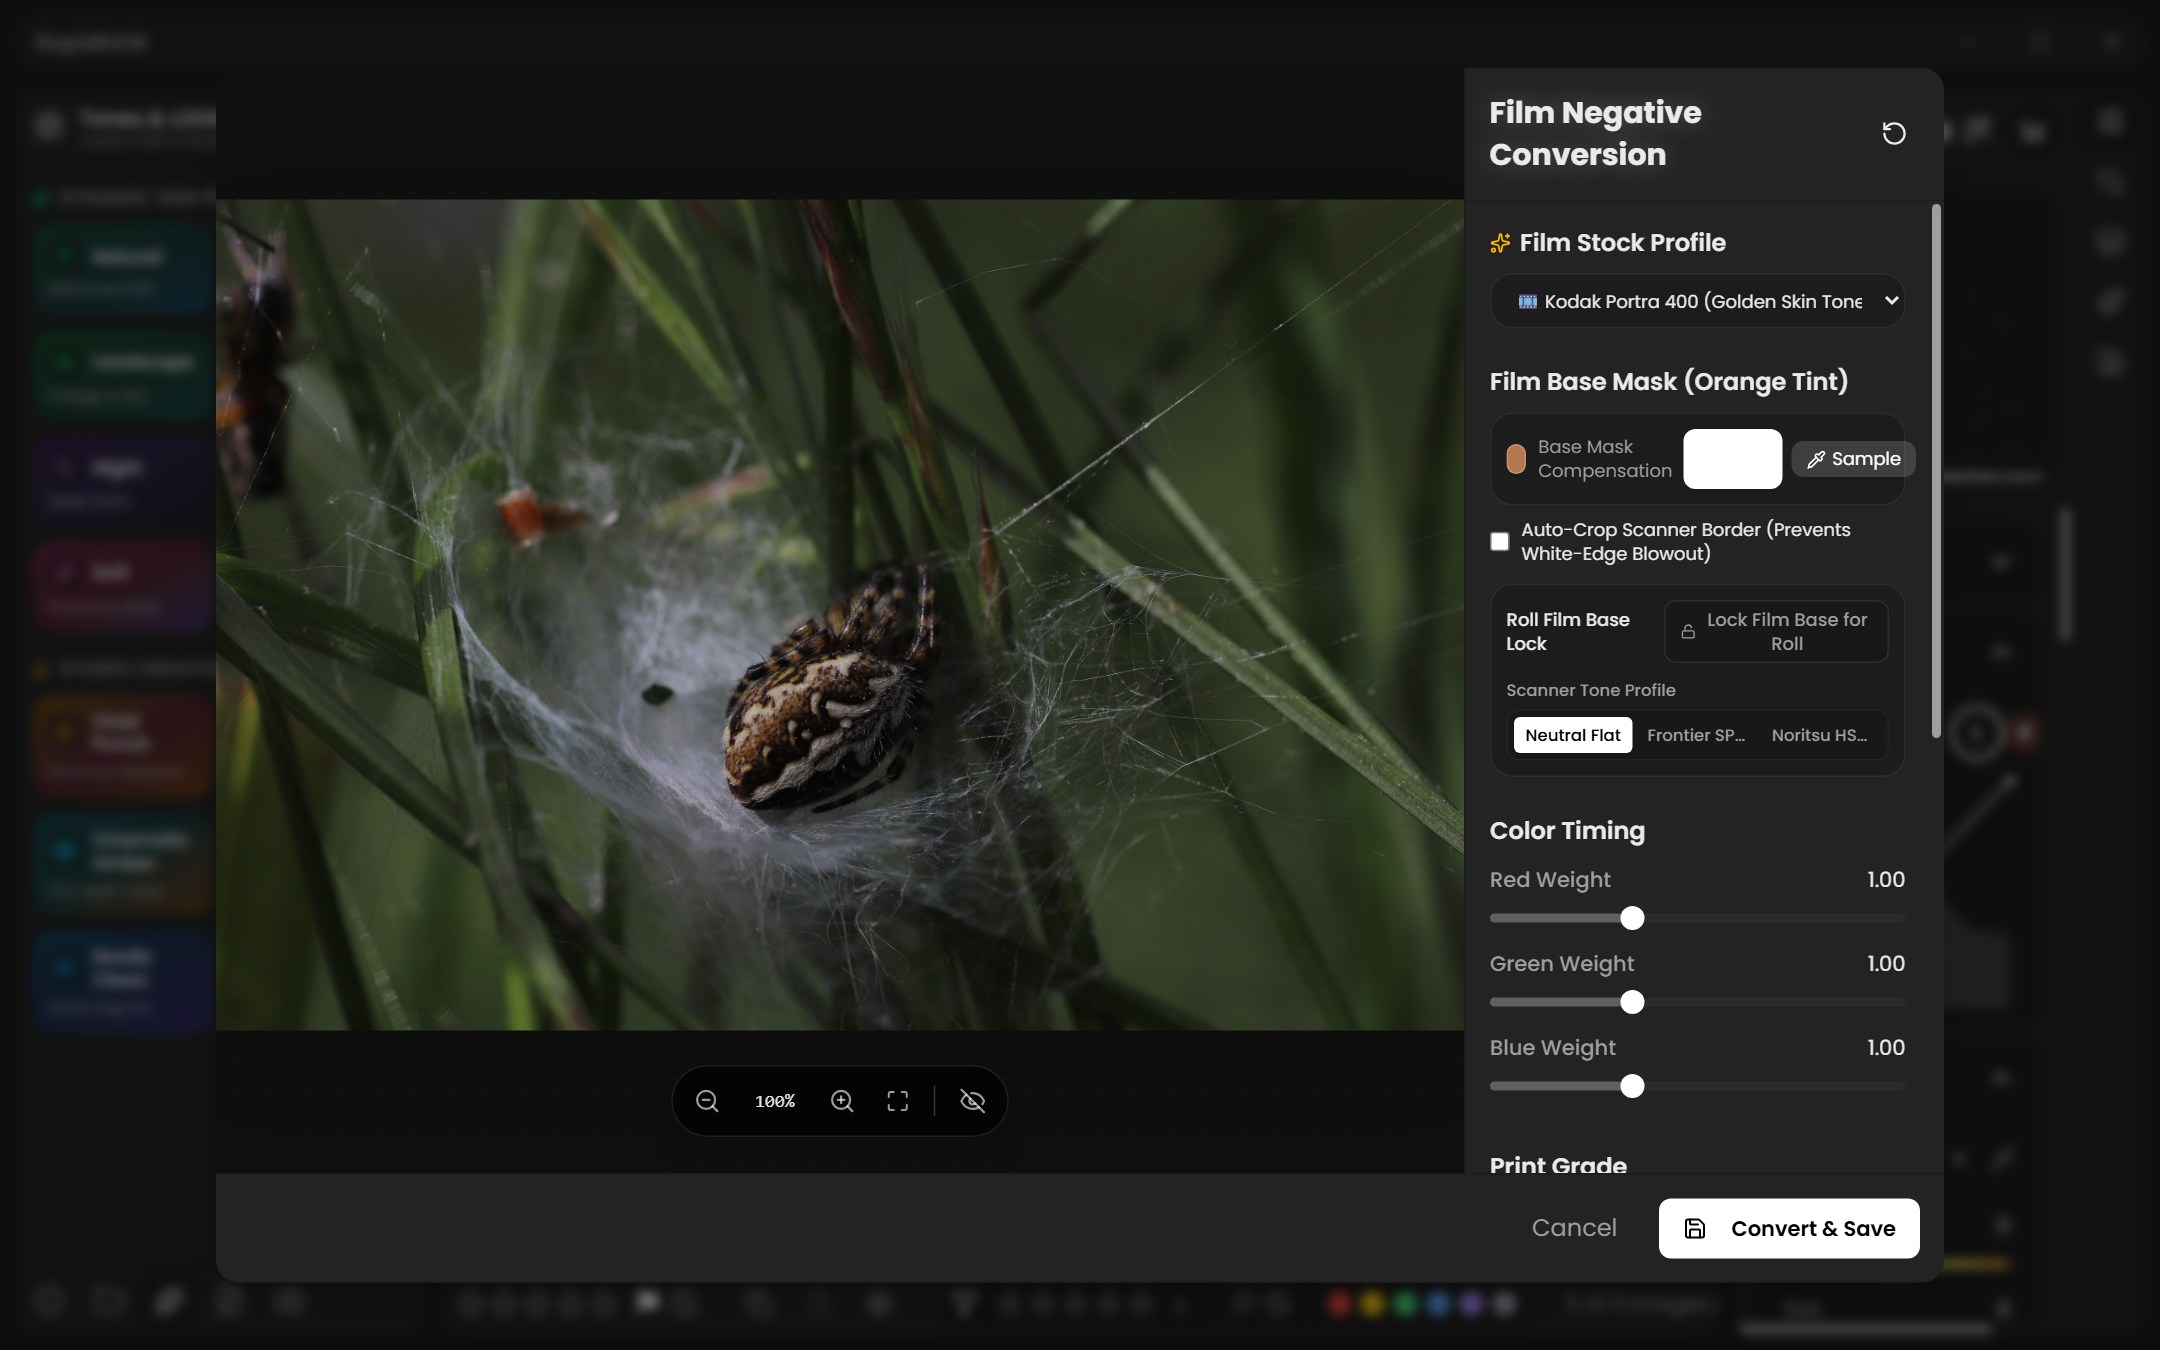 Film Negative
Conversion
Film Stock Profile
Kodak Portra 400 (Golden Skin Tone
Film Base Mask (Orange Tint)
Base Mask
Compensation
Sample
Auto-Crop Scanner Border (Prevents
White-Edge Blowout)
Roll Film Base
Lock
Lock Film Base for
Roll
Scanner Tone Profile
Neutral Flat
Frontier SP...
Noritsu HS...
Color Timing
Red Weight
1.00
Green Weight
1.00
Blue Weight
1.00
Print Grade
100%
Cancel
Convert & Save